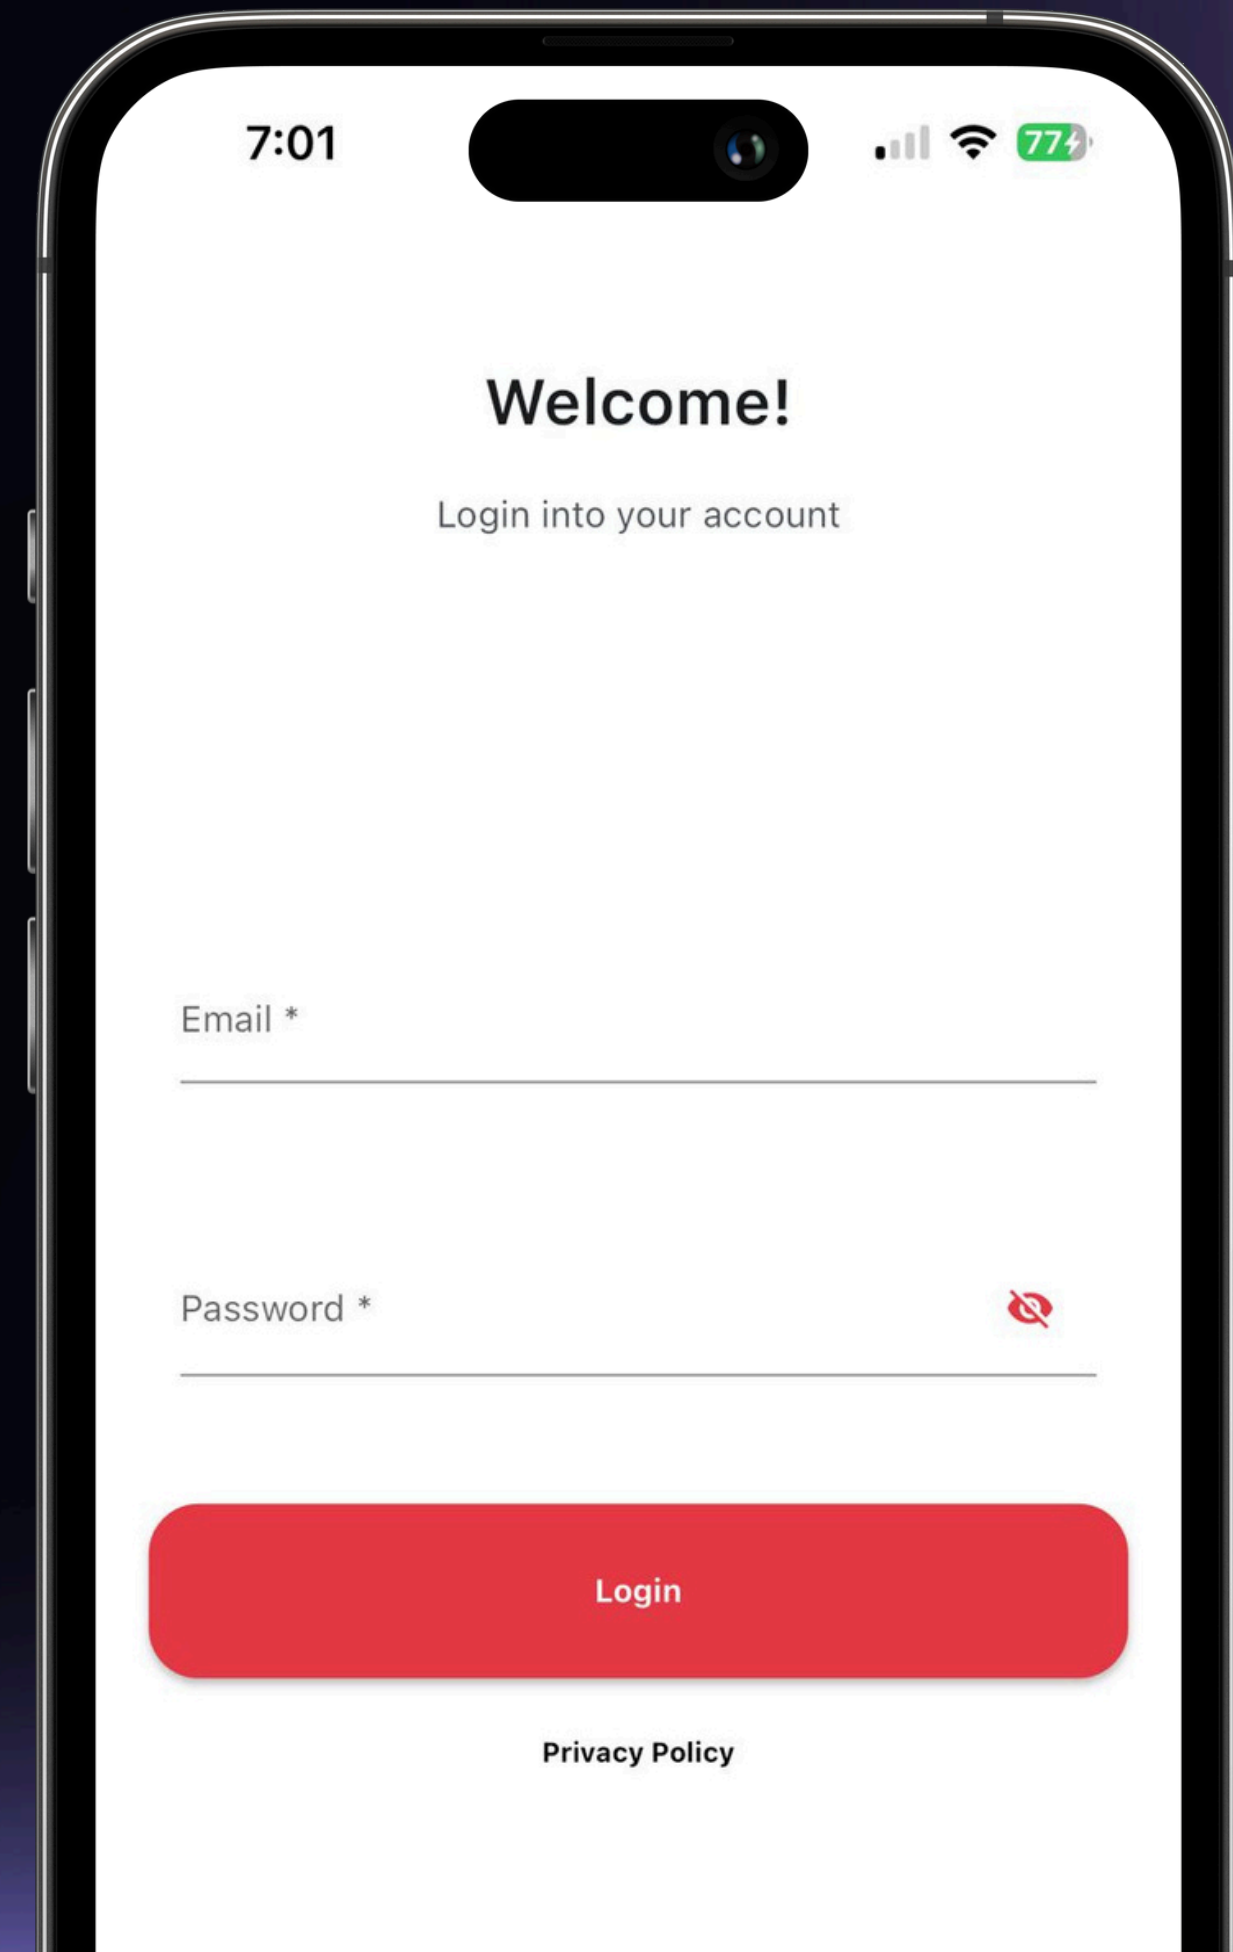 7:01
77
Welcome!
Login into your account
Email *
Password *
Login
Privacy Policy